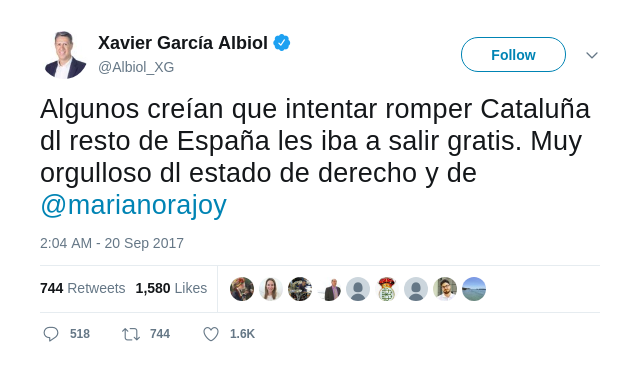 Xavier García Albiol
@Albiol_XG
Follow
Algunos creían que intentar romper Cataluña
dl resto de España les iba a salir gratis. Muy
orgulloso dl estado de derecho y de
@marianorajoy
2:04 AM - 20 Sep 2017
744 Retweets 1,580 Likes
518 744 1.6K